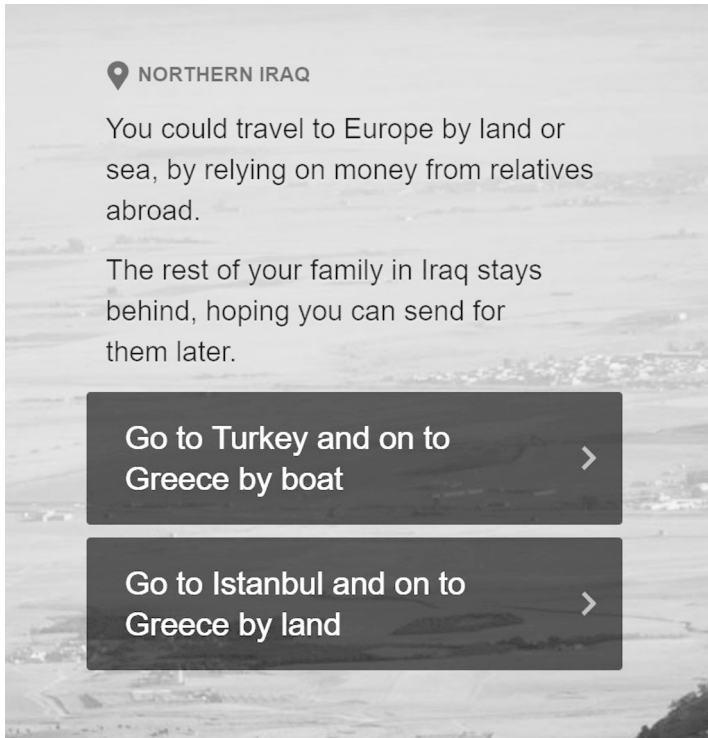 NORTHERN IRAQ
You could travel to Europe by land or
sea, by relying on money from relatives
abroad.
The rest of your family in Iraq stays
behind, hoping you can send for
them later.
Go to Turkey and on to
Greece by boat
Go to Istanbul and on to
Greece by land